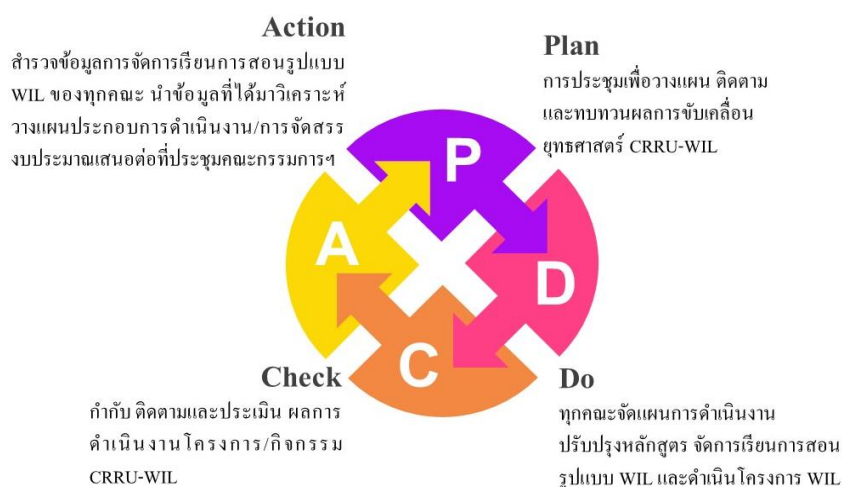 Action
สำรวจข้อมูลการจัดการเรียนการสอนรูปแบบ
WIL ของทุกคณะ นำข้อมูลที่ได้มาวิเคราะห์
วางแผนประกอบการดำเนินงาน/การจัดสรร
งบประมาณเสนอต่อที่ประชุมคณะกรรมการฯ
Plan
การประชุมเพื่อวางแผน ติดตาม
และทบทวนผลการขับเคลื่อน
ยุทธศาสตร์ CRRU-WIL
P
A
D
C
Check
กำกับ ติดตามและประเมิน ผลการ
ดำเนินงานโครงการ/กิจกรรม
CRRU-WIL
Do
ทุกคณะจัดแผนการดำเนินงาน
ปรับปรุงหลักสูตร จัดการเรียนการสอน
รูปแบบ WIL และดำเนินโครงการ WIL